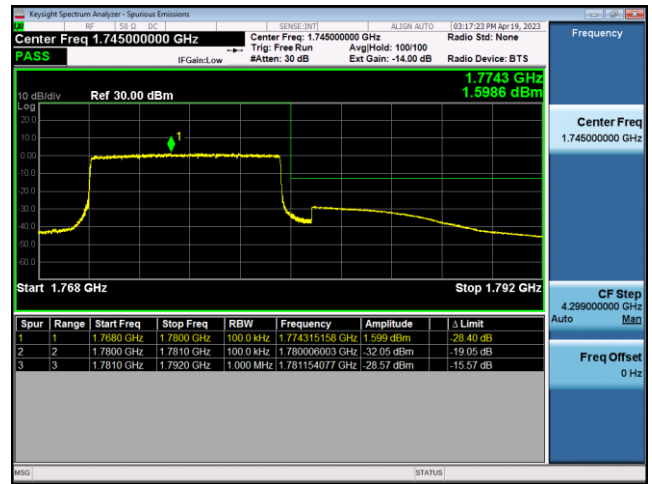 Keysight Spectrum Analyzer - Spurious Emissions
RF 50 Ω DC SENSE:INT ALIGN AUTO 03:17:23 PM Apr 19, 2023
Center Freq 1.745000000 GHz Center Freq: 1.745000000 GHz Radio Std: None
Trig: Free Run Avg|Hold: 100/100
PASS IFGain:Low #Atten: 30 dB Ext Gain: -14.00 dB Radio Device: BTS
1.7743 GHz
1.5986 dBm
10 dB/div Ref 30.00 dBm
Log
20.0
10.0
0.00
-10.0
-20.0
-30.0
-40.0
-50.0
-60.0
1
Start 1.768 GHz Stop 1.792 GHz
Spur Range Start Freq Stop Freq RBW Frequency Amplitude Δ Limit
1 1 1.7680 GHz 1.7800 GHz 100.0 kHz 1.774315158 GHz 1.599 dBm -28.40 dB
2 2 1.7800 GHz 1.7810 GHz 100.0 kHz 1.780006003 GHz -32.05 dBm -19.05 dB
3 3 1.7810 GHz 1.7920 GHz 1.000 MHz 1.781154077 GHz -28.57 dBm -15.57 dB
MSG STATUS
Frequency
Center Freq
1.745000000 GHz
CF Step
4.299000000 GHz
Auto Man
Freq Offset
0 Hz